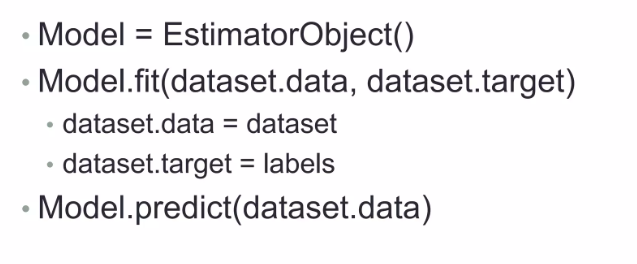 • Model = EstimatorObject()
• Model.fit(dataset.data, dataset.target)
• dataset.data = dataset
• dataset.target = labels
• Model.predict(dataset.data)